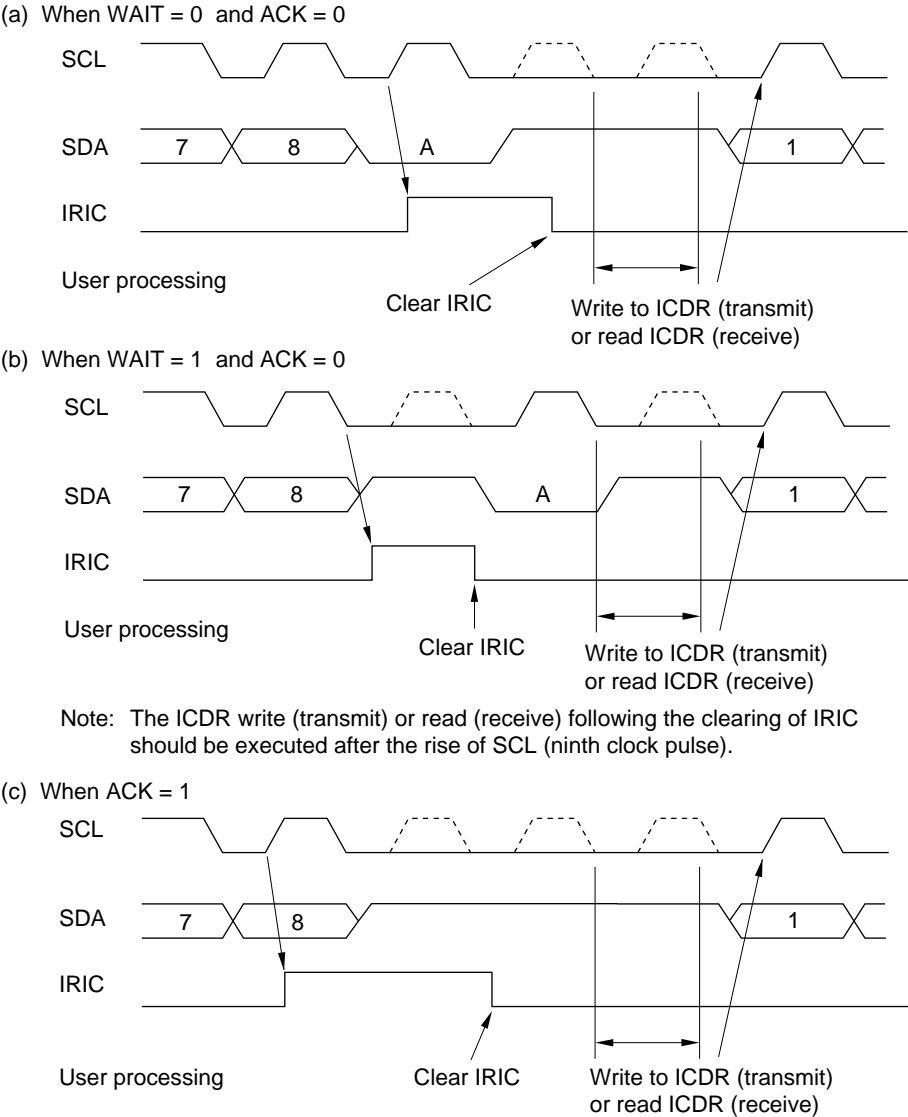 (a) When WAIT = 0 and ACK = 0
SCL
SDA 7 8 A 1
IRIC
User processing
Clear IRIC
Write to ICDR (transmit)
or read ICDR (receive)
(b) When WAIT = 1 and ACK = 0
SCL
SDA 7 8 A 1
IRIC
User processing
Clear IRIC
Write to ICDR (transmit)
or read ICDR (receive)
Note: The ICDR write (transmit) or read (receive) following the clearing of IRIC
should be executed after the rise of SCL (ninth clock pulse).
(c) When ACK = 1
SCL
SDA 7 8 1
IRIC
User processing Clear IRIC Write to ICDR (transmit)
or read ICDR (receive)